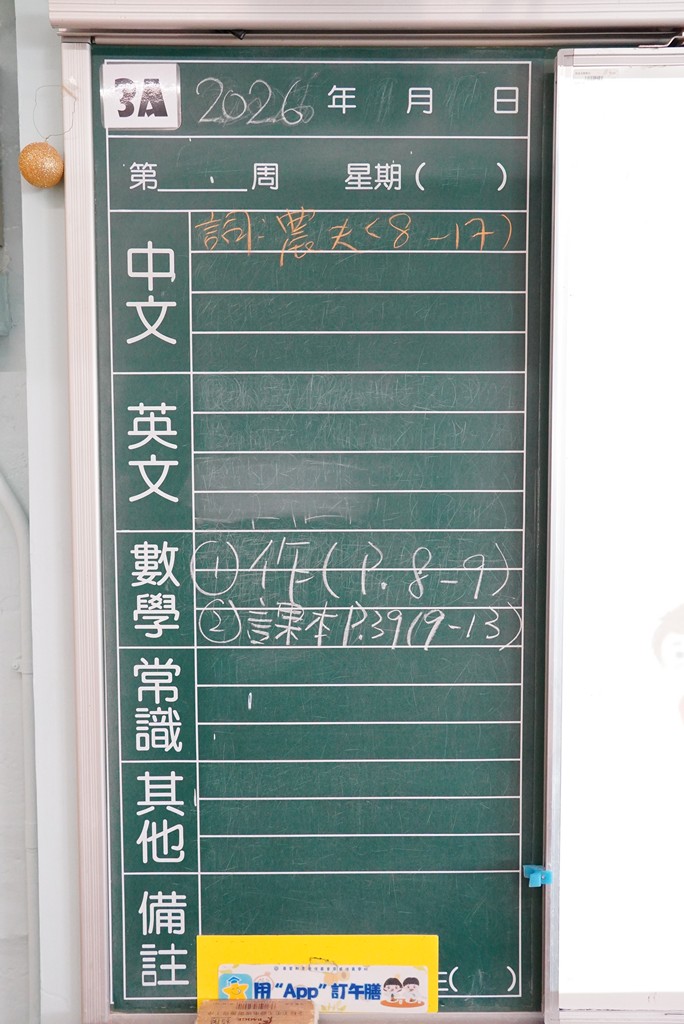 3A 2026 年 月 日
第 周 星期( )
中文
詞: 農夫(8-17)
英文
數學
① 作(P.8-9)
② 課本P.39(9-13)
常識
其他
備註
用"App"訂午膳
( )